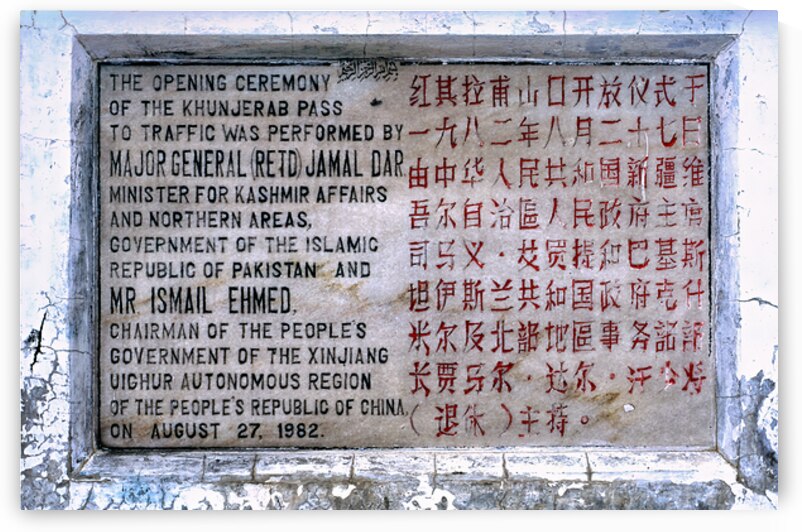 THE OPENING CEREMONY
OF THE KHUNJERAB PASS
TO TRAFFIC WAS PERFORMED BY
MAJOR GENERAL (RETD) JAMAL DAR,
MINISTER FOR KASHMIR AFFAIRS
AND NORTHERN AREAS,
GOVERNMENT OF THE ISLAMIC
REPUBLIC OF PAKISTAN AND
MR. ISMAIL EHMED,
CHAIRMAN OF THE PEOPLE'S
GOVERNMENT OF THE XINJIANG
UIGHUR AUTONOMOUS REGION
OF THE PEOPLE'S REPUBLIC OF CHINA,
ON AUGUST 27, 1982.
红其拉甫山口开放仪式于
一九八二年八月二十七日
由中华人民共和国新疆维
吾尔自治區人民政府主席
司马义·艾买提和巴基斯
坦伊斯兰共和国政府克什
米尔及北部地區事务部部
长贾马尔·达尔·汗少将
（退休）主持。